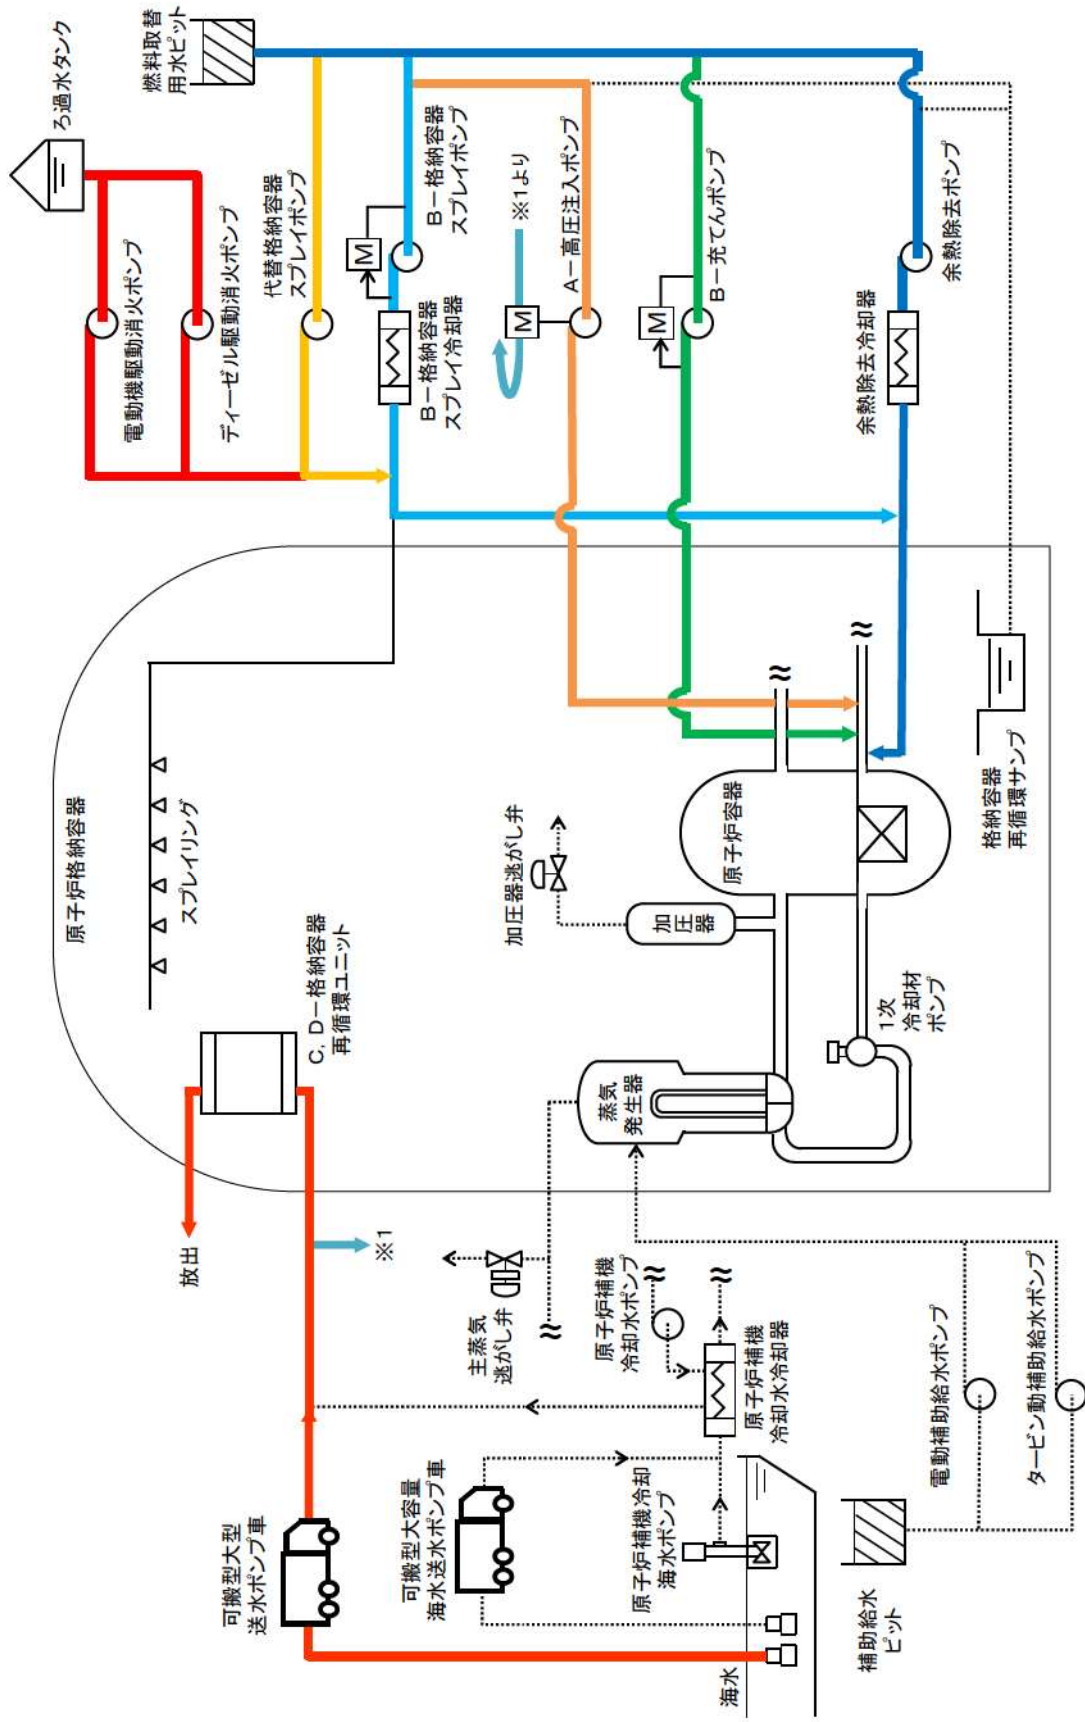 可搬型大型
送水ポンプ車
可搬型大容量
海水送水ポンプ車
原子炉補機冷却
海水ポンプ
海水
補助給水
ピット
放出
※1
主蒸気
逃がし弁
原子炉補機
冷却水ポンプ
原子炉補機
冷却水冷却器
電動補助給水ポンプ
タービン動補助給水ポンプ
原子炉格納容器
スプレイリング
C, D－格納容器
再循環ユニット
加圧器逃がし弁
加圧器
蒸気
発生器
原子炉容器
1次
冷却材
ポンプ
格納容器
再循環サンプ
ろ過水タンク
燃料取替
用水ピット
電動機駆動消火ポンプ
ディーゼル駆動消火ポンプ
代替格納容器
スプレイポンプ
B－格納容器
スプレイポンプ
M
B－格納容器
スプレイ冷却器
※1より
M
A－高圧注入ポンプ
M
B－充てんポンプ
余熱除去ポンプ
余熱除去冷却器